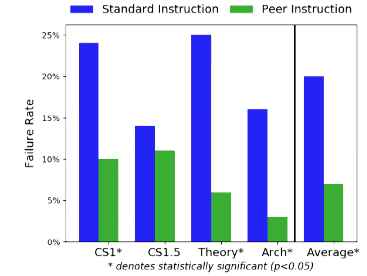 Standard Instruction Peer Instruction
25%
20%
15%
10%
5%
0%
Failure Rate
CS1* CS1.5 Theory* Arch* Average*
* denotes statistically significant (p<0.05)